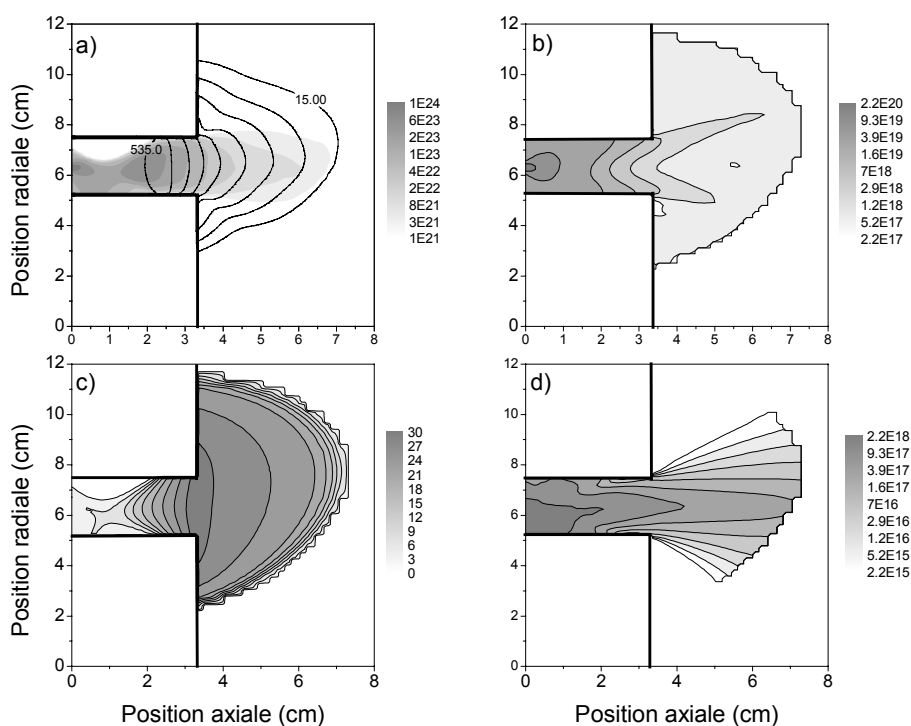 a)
Position radiale (cm)
12
10
8
6
4
2
0
0 1 2 3 4 5 6 7 8
535.0
15.00
1E24
6E23
2E23
1E23
4E22
2E22
8E21
3E21
1E21
b)
12
10
8
6
4
2
0
0 1 2 3 4 5 6 7 8
2.2E20
9.3E19
3.9E19
1.6E19
7E18
2.9E18
1.2E18
5.2E17
2.2E17
c)
Position radiale (cm)
12
10
8
6
4
2
0
0 2 4 6 8
Position axiale (cm)
30
27
24
21
18
15
12
9
6
3
0
d)
12
10
8
6
4
2
0
0 2 4 6 8
Position axiale (cm)
2.2E18
9.3E17
3.9E17
1.6E17
7E16
2.9E16
1.2E16
5.2E15
2.2E15